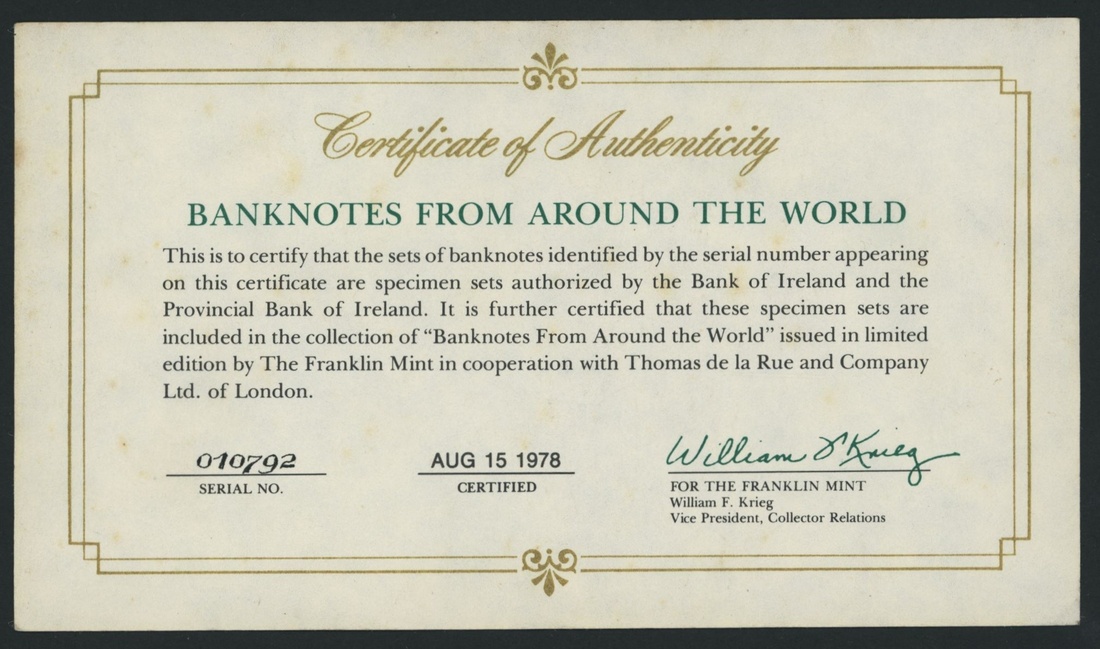 Certificate of Authenticity
BANKNOTES FROM AROUND THE WORLD
This is to certify that the sets of banknotes identified by the serial number appearing
on this certificate are specimen sets authorized by the Bank of Ireland and the
Provincial Bank of Ireland. It is further certified that these specimen sets are
included in the collection of “Banknotes From Around the World” issued in limited
edition by The Franklin Mint in cooperation with Thomas de la Rue and Company
Ltd. of London.
010792
SERIAL NO.
AUG 15 1978
CERTIFIED
William F Krieg
FOR THE FRANKLIN MINT
William F. Krieg
Vice President, Collector Relations